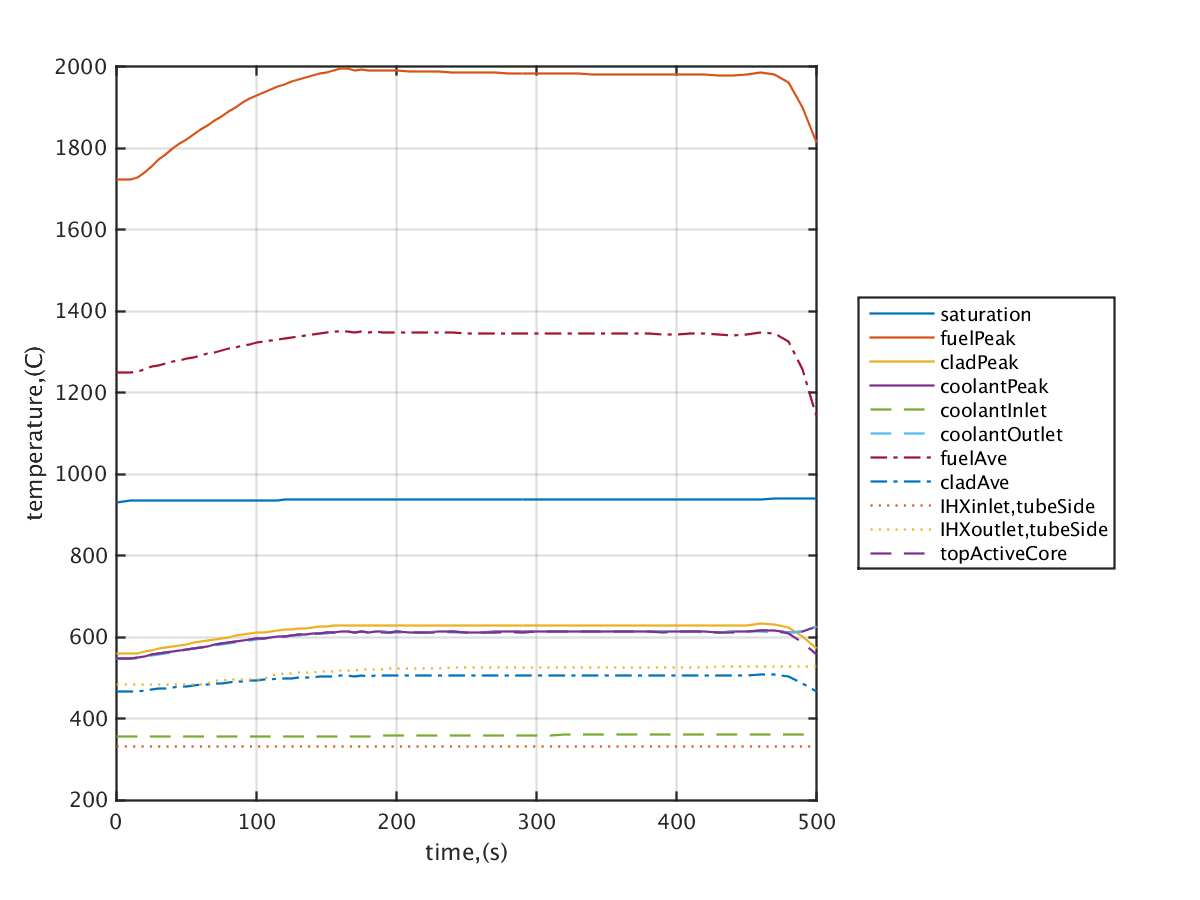 2000
1800
1600
1400
1200
1000
800
600
400
200
0 100 200 300 400 500
time,(s)
temperature,(C)
saturation
fuelPeak
cladPeak
coolantPeak
coolantInlet
coolantOutlet
fuelAve
cladAve
IHXinlet,tubeSide
IHXoutlet,tubeSide
topActiveCore